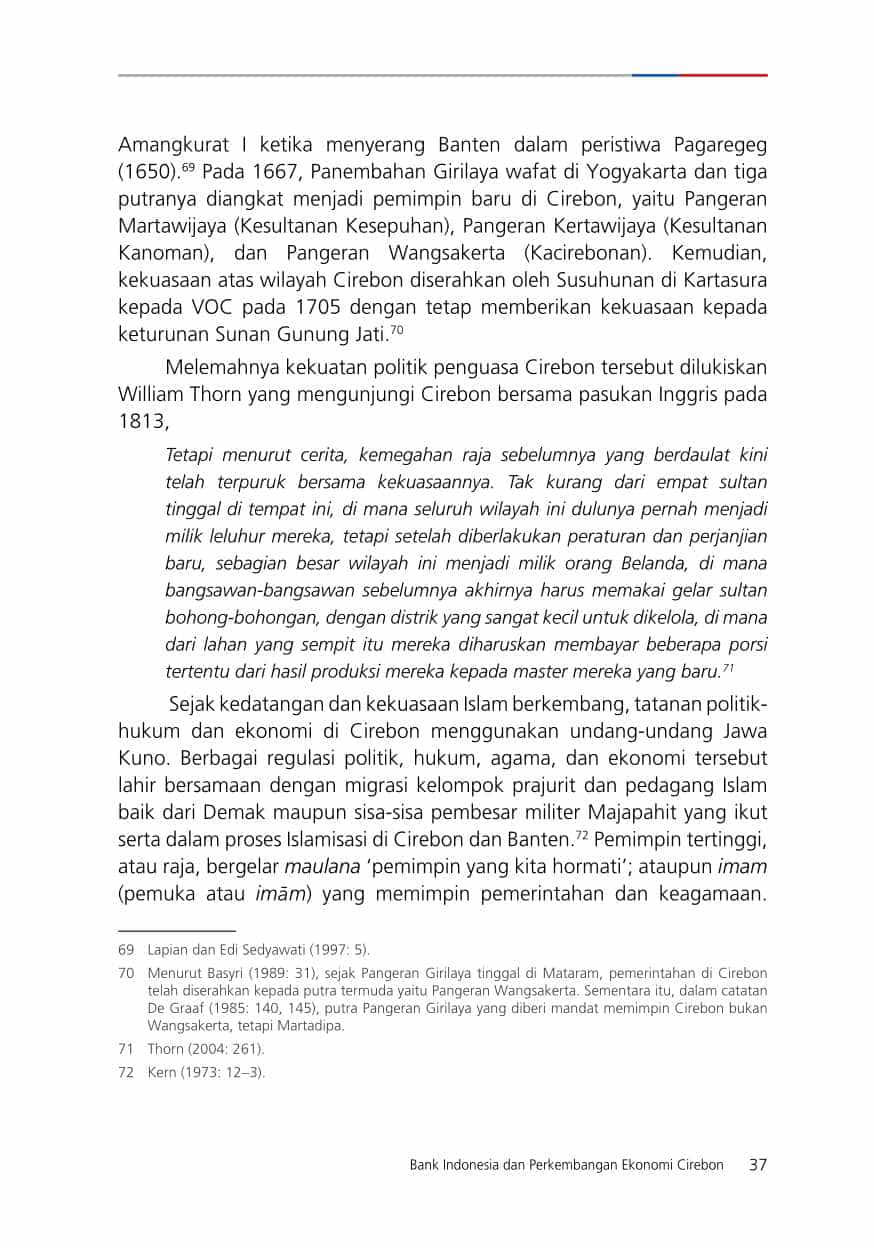 Amangkurat I ketika menyerang Banten dalam peristiwa Pagaregeg
(1650).69 Pada 1667, Panembahan Girilaya wafat di Yogyakarta dan tiga
putranya diangkat menjadi pemimpin baru di Cirebon, yaitu Pangeran
Martawijaya (Kesultanan Kesepuhan), Pangeran Kertawijaya (Kesultanan
Kanoman), dan Pangeran Wangsakerta (Kacirebonan). Kemudian,
kekuasaan atas wilayah Cirebon diserahkan oleh Susuhunan di Kartasura
kepada VOC pada 1705 dengan tetap memberikan kekuasaan kepada
keturunan Sunan Gunung Jati.70
Melemahnya kekuatan politik penguasa Cirebon tersebut dilukiskan
William Thorn yang mengunjungi Cirebon bersama pasukan Inggris pada
1813,
Tetapi menurut cerita, kemegahan raja sebelumnya yang berdaulat kini
telah terpuruk bersama kekuasaannya. Tak kurang dari empat sultan
tinggal di tempat ini, di mana seluruh wilayah ini dulunya pernah menjadi
milik leluhur mereka, tetapi setelah diberlakukan peraturan dan perjanjian
baru, sebagian besar wilayah ini menjadi milik orang Belanda, di mana
bangsawan-bangsawan sebelumnya akhirnya harus memakai gelar sultan
bohong-bohongan, dengan distrik yang sangat kecil untuk dikelola, di mana
dari lahan yang sempit itu mereka diharuskan membayar beberapa porsi
tertentu dari hasil produksi mereka kepada master mereka yang baru.71
Sejak kedatangan dan kekuasaan Islam berkembang, tatanan politik-
hukum dan ekonomi di Cirebon menggunakan undang-undang Jawa
Kuno. Berbagai regulasi politik, hukum, agama, dan ekonomi tersebut
lahir bersamaan dengan migrasi kelompok prajurit dan pedagang Islam
baik dari Demak maupun sisa-sisa pembesar militer Majapahit yang ikut
serta dalam proses Islamisasi di Cirebon dan Banten.72 Pemimpin tertinggi,
atau raja, bergelar maulana ‘pemimpin yang kita hormati’; ataupun imam
(pemuka atau imām) yang memimpin pemerintahan dan keagamaan.
69 Lapian dan Edi Sedyawati (1997: 5).
70 Menurut Basyri (1989: 31), sejak Pangeran Girilaya tinggal di Mataram, pemerintahan di Cirebon
telah diserahkan kepada putra termuda yaitu Pangeran Wangsakerta. Sementara itu, dalam catatan
De Graaf (1985: 140, 145), putra Pangeran Girilaya yang diberi mandat memimpin Cirebon bukan
Wangsakerta, tetapi Martadipa.
71 Thorn (2004: 261).
72 Kern (1973: 12–3).
Bank Indonesia dan Perkembangan Ekonomi Cirebon 37